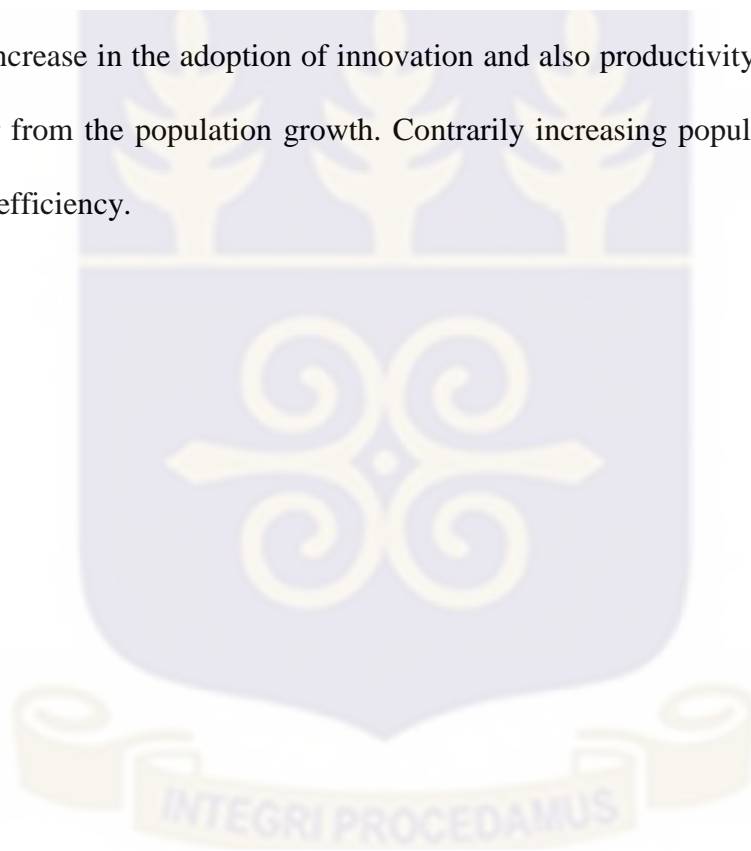 ncrease in the adoption of innovation and also productivity
from the population growth. Contrarily increasing popul
efficiency.
INTEGRI PROCEDAMUS